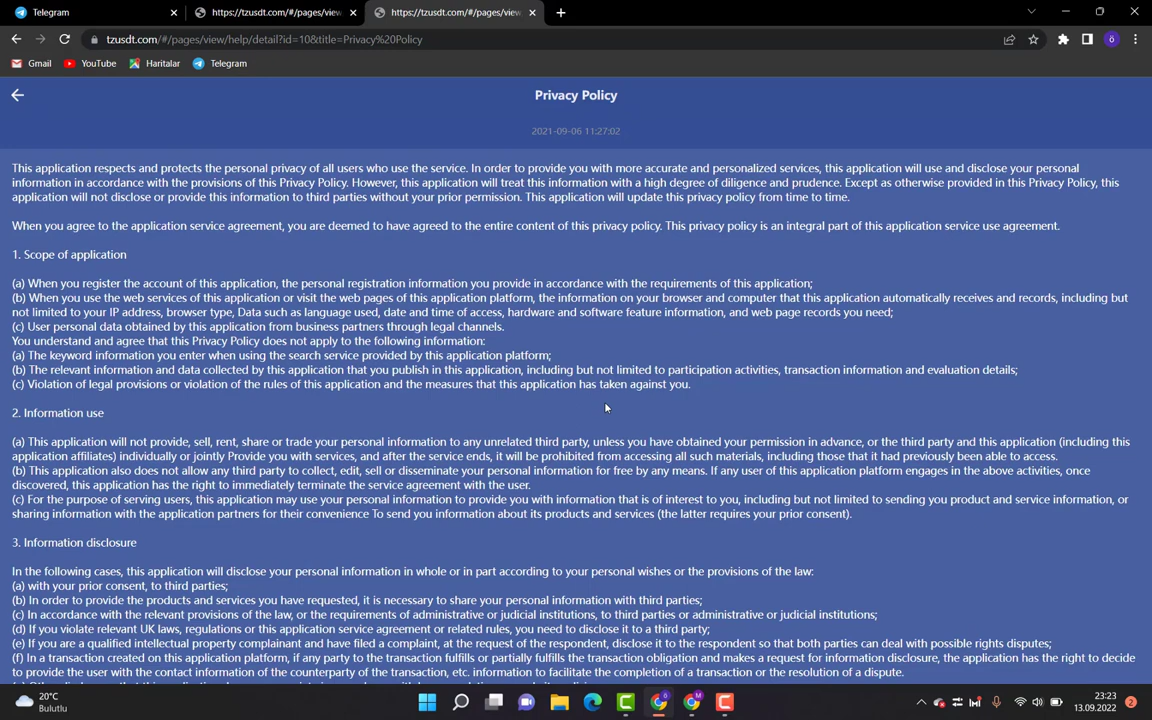 Telegram
https://tzusdt.com/#/pages/view
https://tzusdt.com/#/pages/view
tzusdt.com/#/pages/view/help/detail?id=10&title=Privacy%20Policy
ö
Gmail
YouTube
Haritalar
Telegram
Privacy Policy
2021-09-06 11:27:02
This application respects and protects the personal privacy of all users who use the service. In order to provide you with more accurate and personalized services, this application will use and disclose your personal
information in accordance with the provisions of this Privacy Policy. However, this application will treat this information with a high degree of diligence and prudence. Except as otherwise provided in this Privacy Policy, this
application will not disclose or provide this information to third parties without your prior permission. This application will update this privacy policy from time to time.
When you agree to the application service agreement, you are deemed to have agreed to the entire content of this privacy policy. This privacy policy is an integral part of this application service use agreement.
1. Scope of application
(a) When you register the account of this application, the personal registration information you provide in accordance with the requirements of this application;
(b) When you use the web services of this application or visit the web pages of this application platform, the information on your browser and computer that this application automatically receives and records, including but
not limited to your IP address, browser type, Data such as language used, date and time of access, hardware and software feature information, and web page records you need;
(c) User personal data obtained by this application from business partners through legal channels.
You understand and agree that this Privacy Policy does not apply to the following information:
(a) The keyword information you enter when using the search service provided by this application platform;
(b) The relevant information and data collected by this application that you publish in this application, including but not limited to participation activities, transaction information and evaluation details;
(c) Violation of legal provisions or violation of the rules of this application and the measures that this application has taken against you.
2. Information use
(a) This application will not provide, sell, rent, share or trade your personal information to any unrelated third party, unless you have obtained your permission in advance, or the third party and this application (including this
application affiliates) individually or jointly Provide you with services, and after the service ends, it will be prohibited from accessing all such materials, including those that it had previously been able to access.
(b) This application also does not allow any third party to collect, edit, sell or disseminate your personal information for free by any means. If any user of this application platform engages in the above activities, once
discovered, this application has the right to immediately terminate the service agreement with the user.
(c) For the purpose of serving users, this application may use your personal information to provide you with information that is of interest to you, including but not limited to sending you product and service information, or
sharing information with the application partners for their convenience To send you information about its products and services (the latter requires your prior consent).
3. Information disclosure
In the following cases, this application will disclose your personal information in whole or in part according to your personal wishes or the provisions of the law:
(a) with your prior consent, to third parties;
(b) In order to provide the products and services you have requested, it is necessary to share your personal information with third parties;
(c) In accordance with the relevant provisions of the law, or the requirements of administrative or judicial institutions, to third parties or administrative or judicial institutions;
(d) If you violate relevant UK laws, regulations or this application service agreement or related rules, you need to disclose it to a third party;
(e) If you are a qualified intellectual property complainant and have filed a complaint, at the request of the respondent, disclose it to the respondent so that both parties can deal with possible rights disputes;
(f) In a transaction created on this application platform, if any party to the transaction fulfills or partially fulfills the transaction obligation and makes a request for information disclosure, the application has the right to decide
to provide the user with the contact information of the counterparty of the transaction, etc. information to facilitate the completion of a transaction or the resolution of a dispute.
20°C
Bulutlu
23:23
13.09.2022
2